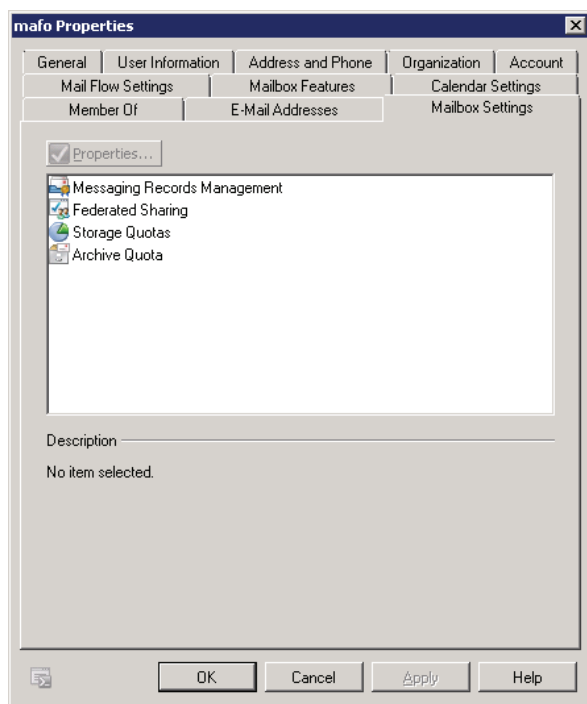 mafo Properties
General User Information Address and Phone Organization Account
Mail Flow Settings Mailbox Features Calendar Settings
Member Of E-Mail Addresses Mailbox Settings
Properties...
Messaging Records Management
Federated Sharing
Storage Quotas
Archive Quota
Description
No item selected.
OK Cancel Apply Help